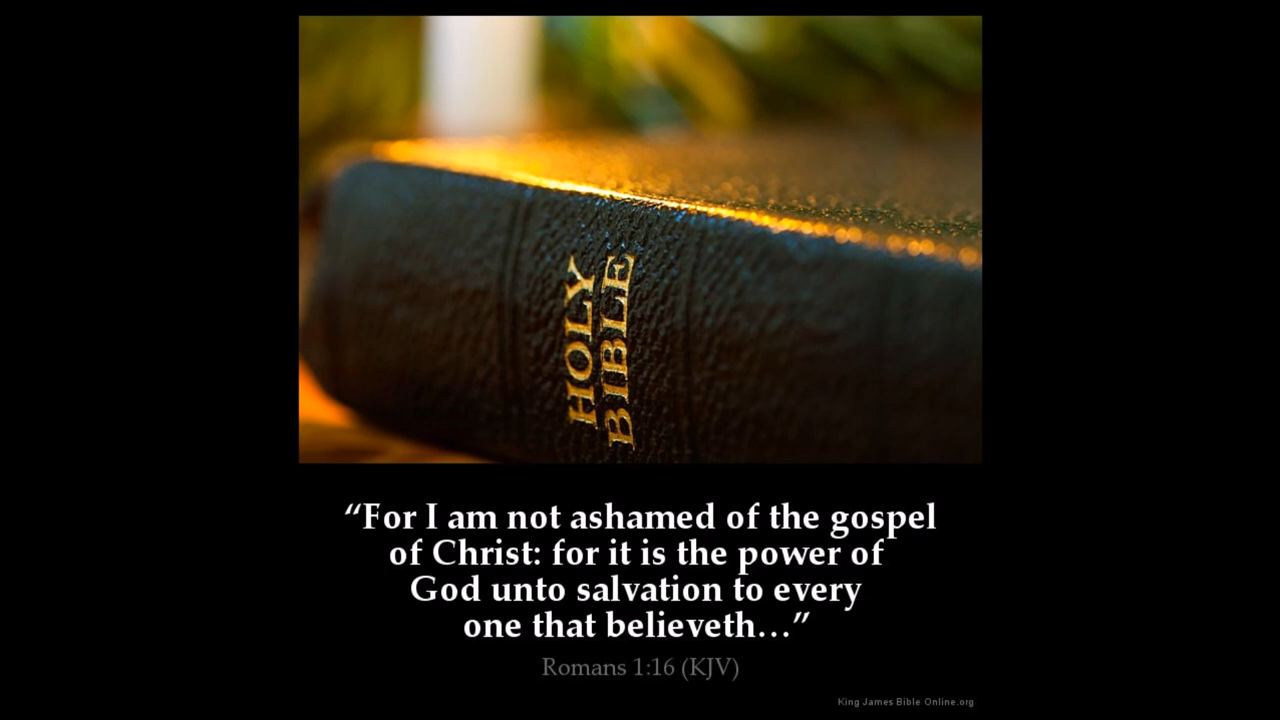 HOLY
BIBLE
“For I am not ashamed of the gospel
of Christ: for it is the power of
God unto salvation to every
one that believeth…”
Romans 1:16 (KJV)
King James Bible Online.org